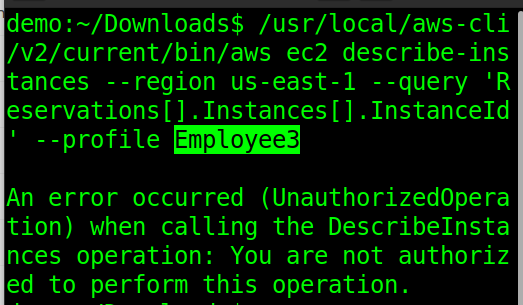 demo:~/Downloads$ /usr/local/aws-cli
/v2/current/bin/aws ec2 describe-ins
tances --region us-east-1 --query 'R
eservations[].Instances[].InstanceId
' --profile Employee3
An error occurred (UnauthorizedOpera
tion) when calling the DescribeInsta
nces operation: You are not authoriz
ed to perform this operation.